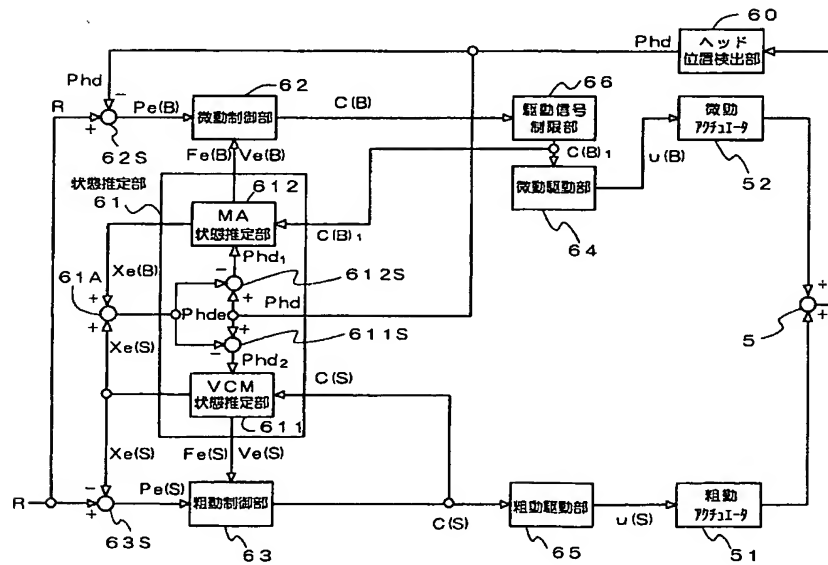 60
Phd
ヘッド
位置検出部
Phd
−
R
+
62S
Pe(B)
62
微動制御部
C(B)
66
駆動信号
制限部
微動
アクチュエータ
52
C(B)₁
u(B)
微動駆動部
64
Fe(B)
Ve(B)
状態推定部
61
612
MA
状態推定部
C(B)₁
Xe(B)
61A
+
+
Phd₁
−
612S
+
Phde
Phd
+
−
611S
Phd₂
Xe(S)
VCM
状態推定部
611
C(S)
+
5
+
Xe(S)
Fe(S)
Ve(S)
R
−
+
63S
Pe(S)
粗動制御部
63
C(S)
粗動駆動部
65
u(S)
粗動
アクチュエータ
51